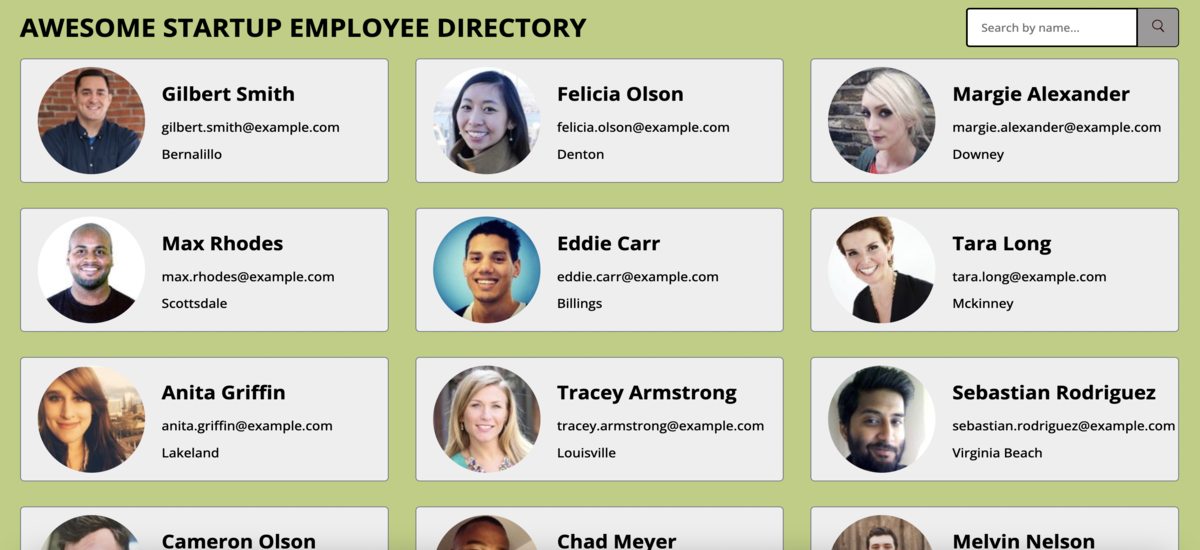 AWESOME STARTUP EMPLOYEE DIRECTORY
Search by name...
Gilbert Smith
gilbert.smith@example.com
Bernalillo
Felicia Olson
felicia.olson@example.com
Denton
Margie Alexander
margie.alexander@example.com
Downey
Max Rhodes
max.rhodes@example.com
Scottsdale
Eddie Carr
eddie.carr@example.com
Billings
Tara Long
tara.long@example.com
Mckinney
Anita Griffin
anita.griffin@example.com
Lakeland
Tracey Armstrong
tracey.armstrong@example.com
Louisville
Sebastian Rodriguez
sebastian.rodriguez@example.com
Virginia Beach
Cameron Olson
Chad Meyer
Melvin Nelson